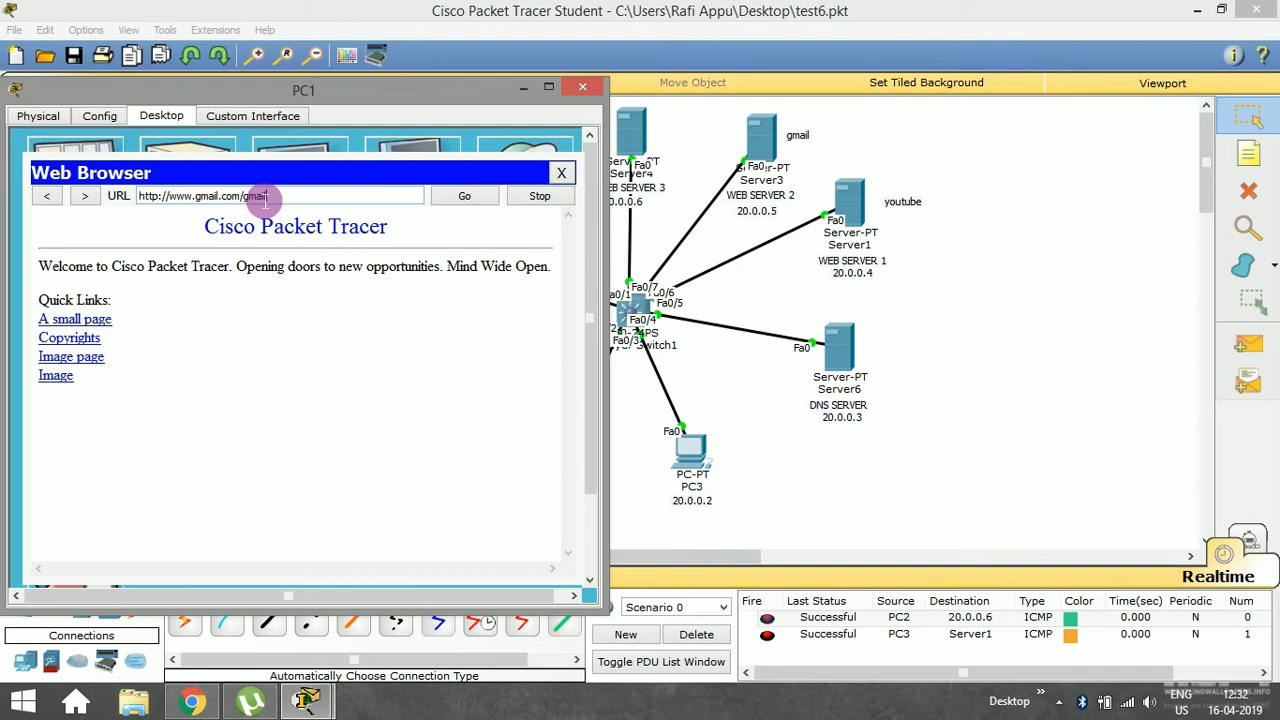 Cisco Packet Tracer Student - C:\Users\Rafi Appu\Desktop\test6.pkt
File Edit Options View Tools Extensions Help
Move Object Set Tiled Background Viewport
PC1
Physical Config Desktop Custom Interface
Web Browser X
< > URL http://www.gmail.com/gmail Go Stop
Cisco Packet Tracer
Welcome to Cisco Packet Tracer. Opening doors to new opportunities. Mind Wide Open.
Quick Links:
A small page
Copyrights
Image page
Image
Server4
Fa0
WEB SERVER 3
gmail
Fa0
Server3
WEB SERVER 2
20.0.0.5
youtube
Fa0
Server-PT
Server1
WEB SERVER 1
20.0.0.4
Fa0/7
Fa0/5
Fa0/4
Fa0
Server-PT
Server6
DNS SERVER
20.0.0.3
Fa0
PC-PT
PC3
20.0.0.2
Realtime
Scenario 0
New Delete
Toggle PDU List Window
Fire Last Status Source Destination Type Color Time(sec) Periodic Num
Successful PC2 20.0.0.6 ICMP 0.000 N 0
Successful PC3 Server1 ICMP 0.000 N 1
Connections
Automatically Choose Connection Type
Desktop
ENG
US
12:32
16-04-2019